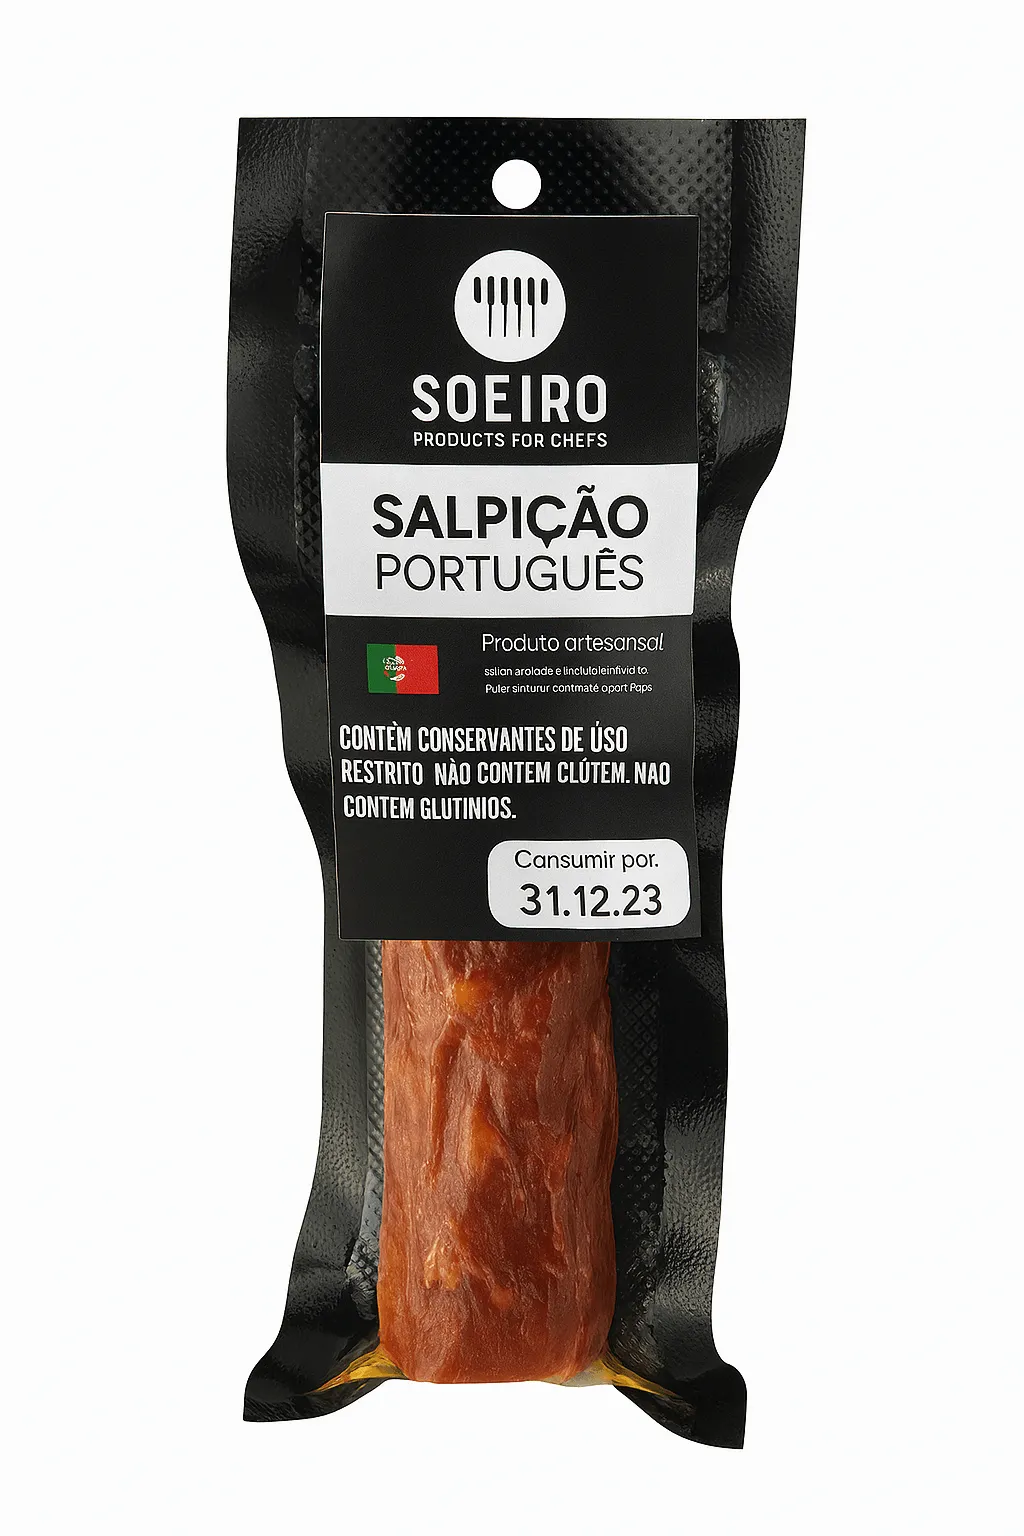 SOEIRO
PRODUCTS FOR CHEFS
SALPIÇÃO
PORTUGUÊS
Produto artesansal
sslian arolade e lincluloleinfivid to.
Puler sinturur contmaté oport Paps
CONTÈM CONSERVANTES DE ÚSO
RESTRITO NÀO CONTEM CLÚTEM. NAO
CONTEM GLUTINIOS.
Cansumir por.
31.12.23